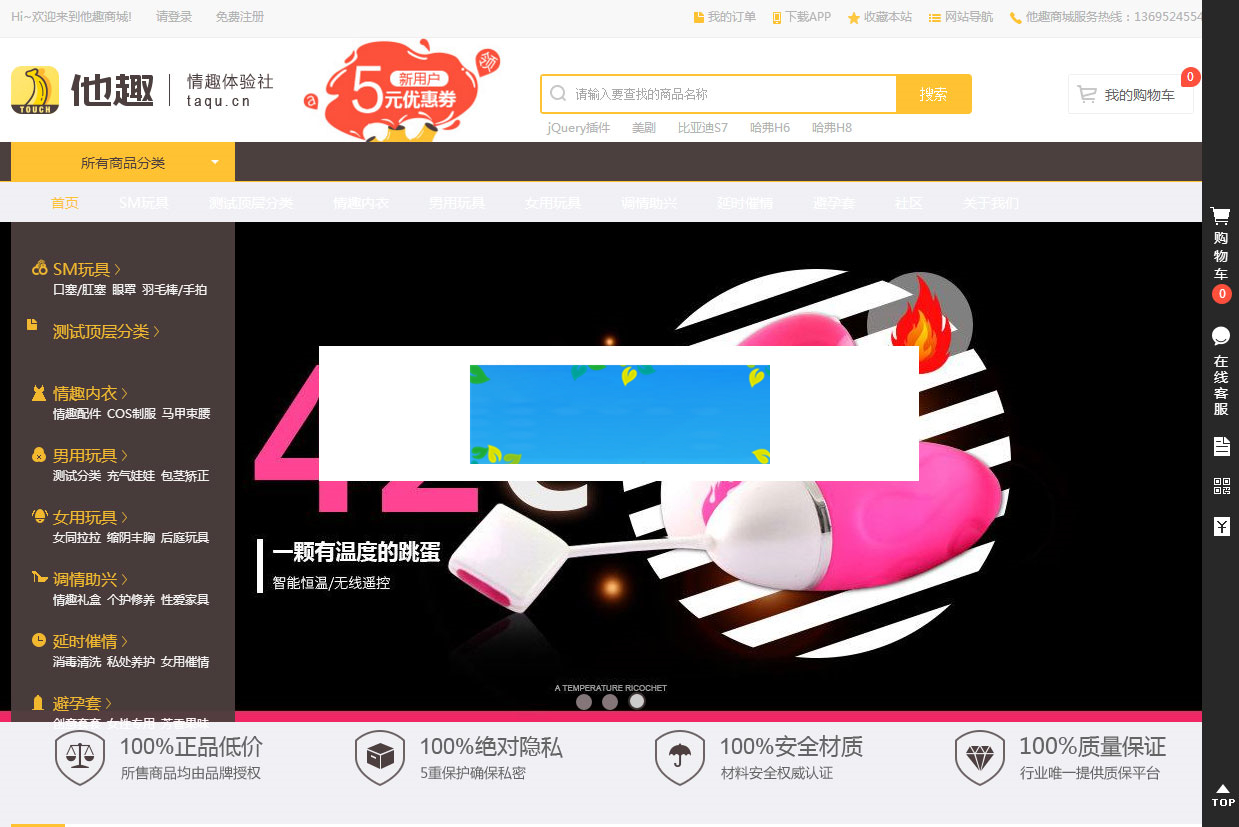 Hi~欢迎来到他趣商城! 请登录 免费注册
我的订单 下载APP 收藏本站 网站导航 他趣商城服务热线：1369524554
TOUCH
他趣
情趣体验社
taqu.cn
新用户
5元优惠券
领
请输入要查找的商品名称
搜索
我的购物车
0
jQuery插件 美剧 比亚迪S7 哈弗H6 哈弗H8
所有商品分类
首页 SM玩具 测试顶层分类 情趣内衣 男用玩具 女用玩具 调情助兴 延时催情 避孕套 社区 关于我们
SM玩具
口塞/肛塞 眼罩 羽毛棒/手拍
测试顶层分类
情趣内衣
情趣配件 COS制服 马甲束腰
男用玩具
测试分类 充气娃娃 包茎矫正
女用玩具
女同拉拉 缩阴丰胸 后庭玩具
调情助兴
情趣礼盒 个护修养 性爱家具
延时催情
消毒清洗 私处养护 女用催情
避孕套
42°C
一颗有温度的跳蛋
智能恒温/无线遥控
A TEMPERATURE RICOCHET
购物车
0
在线客服
TOP
100%正品低价
所售商品均由品牌授权
100%绝对隐私
5重保护确保私密
100%安全材质
材料安全权威认证
100%质量保证
行业唯一提供质保平台